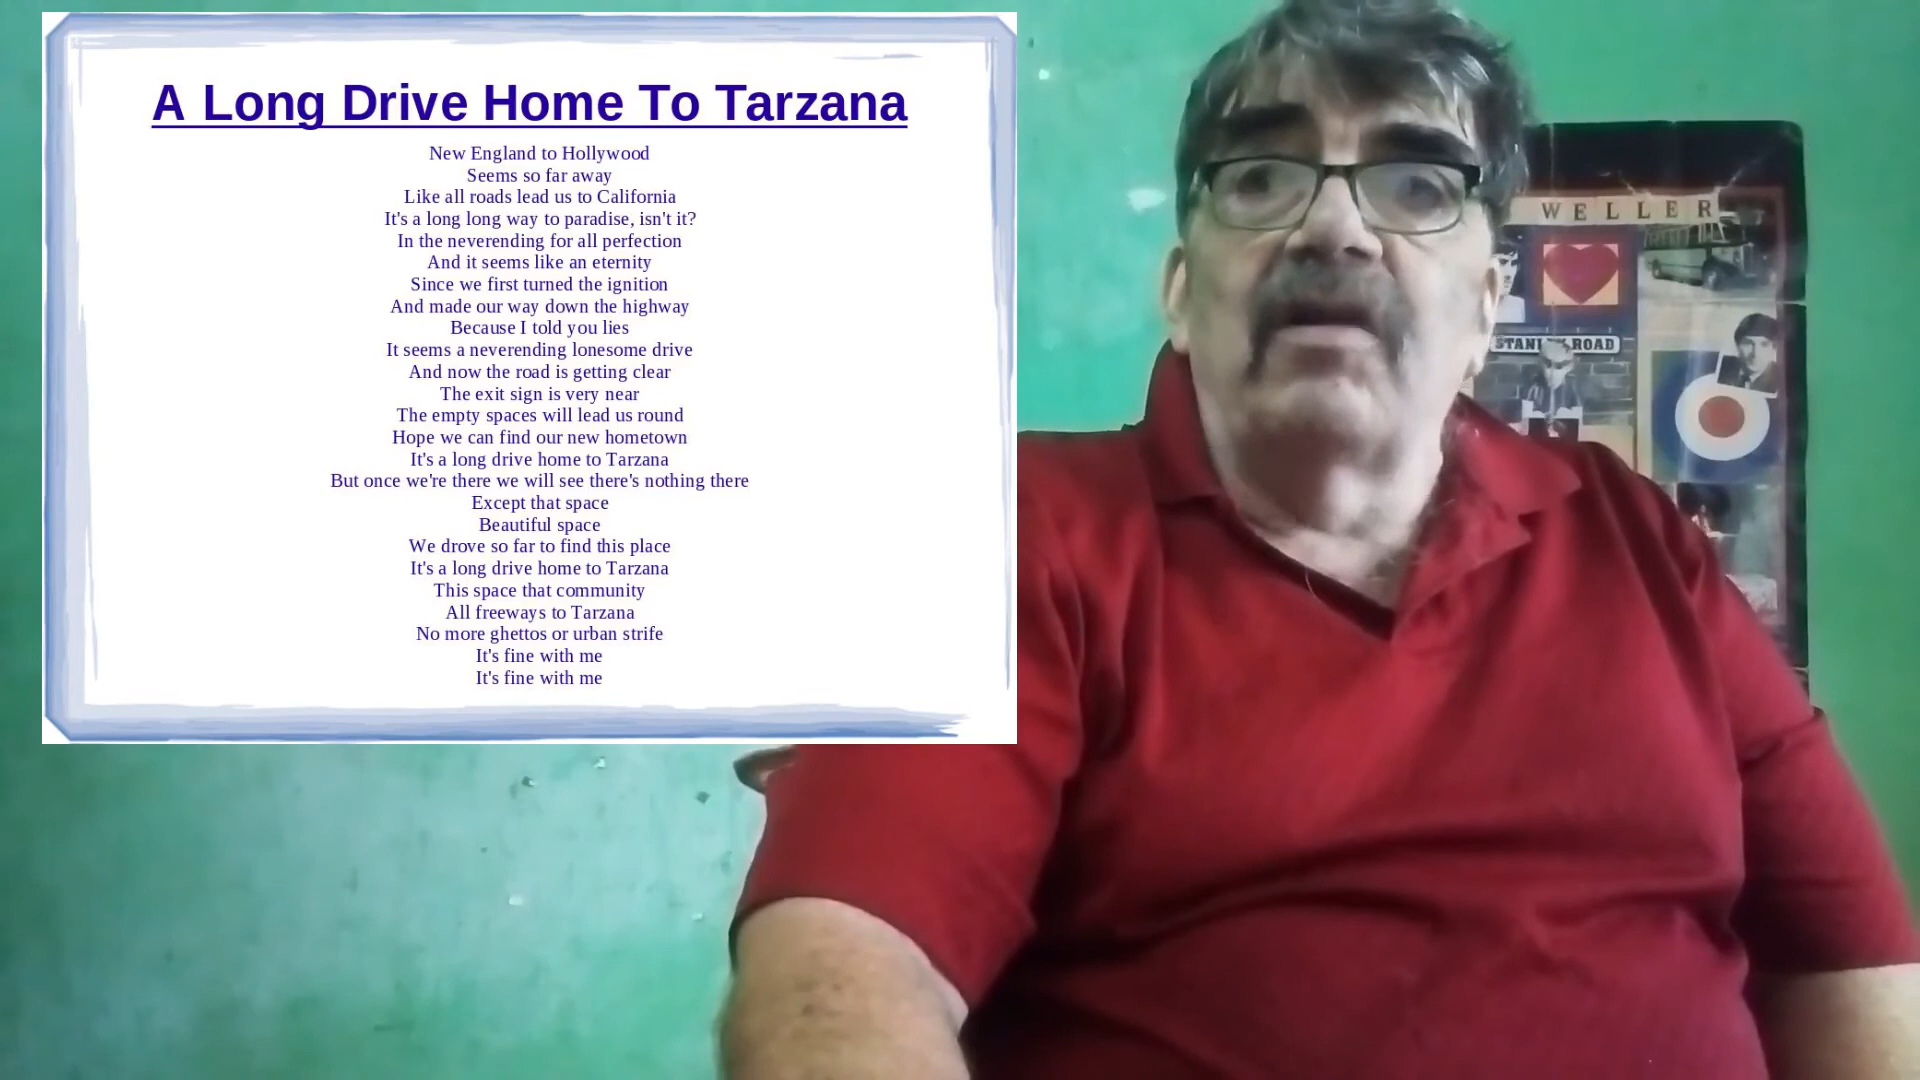 A Long Drive Home To Tarzana
New England to Hollywood
Seems so far away
Like all roads lead us to California
It's a long long way to paradise, isn't it?
In the neverending for all perfection
And it seems like an eternity
Since we first turned the ignition
And made our way down the highway
Because I told you lies
It seems a neverending lonesome drive
And now the road is getting clear
The exit sign is very near
The empty spaces will lead us round
Hope we can find our new hometown
It's a long drive home to Tarzana
But once we're there we will see there's nothing there
Except that space
Beautiful space
We drove so far to find this place
It's a long drive home to Tarzana
This space that community
All freeways to Tarzana
No more ghettos or urban strife
It's fine with me
It's fine with me
WELLER
STANLEY ROAD